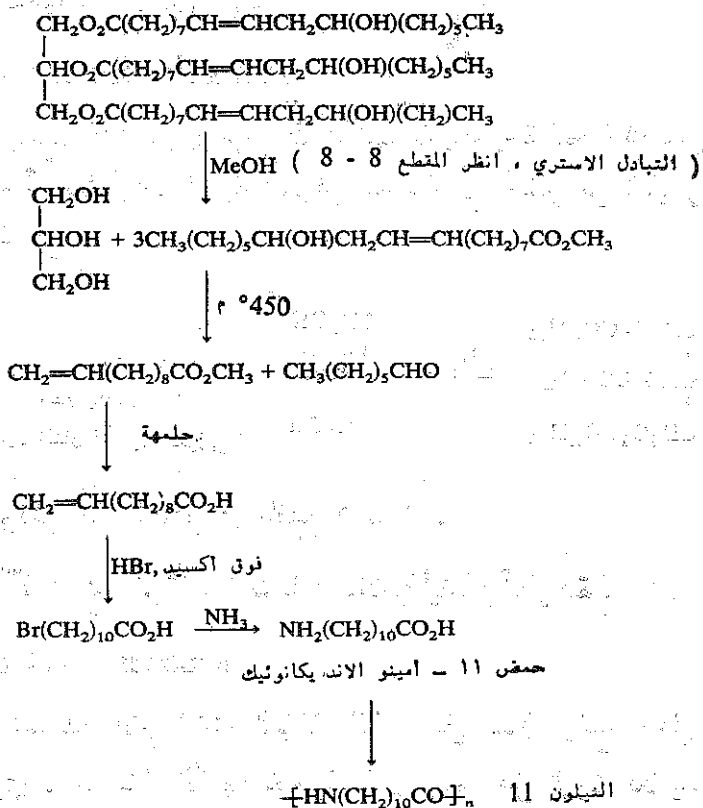 CH₂O₂C(CH₂)₇CH=CHCH₂CH(OH)(CH₂)₅CH₃
CHO₂C(CH₂)₇CH=CHCH₂CH(OH)(CH₂)₅CH₃
CH₂O₂C(CH₂)₇CH=CHCH₂CH(OH)(CH₂)CH₃
MeOH ( التبادل الاستري ، انظر المقطع 8 - 8 )
CH₂OH
CHOH + 3CH₃(CH₂)₅CH(OH)CH₂CH=CH(CH₂)₇CO₂CH₃
CH₂OH
450° م
CH₂=CH(CH₂)₈CO₂CH₃ + CH₃(CH₂)₅CHO
حلمهة
CH₂=CH(CH₂)₈CO₂H
HBr, فوق اكسيد
Br(CH₂)₁₀CO₂H NH₃ NH₂(CH₂)₁₀CO₂H
حمض ١١ - أمينو الاند يكانوئيك
-[HN(CH₂)₁₀CO]-ₙ النيلون 11